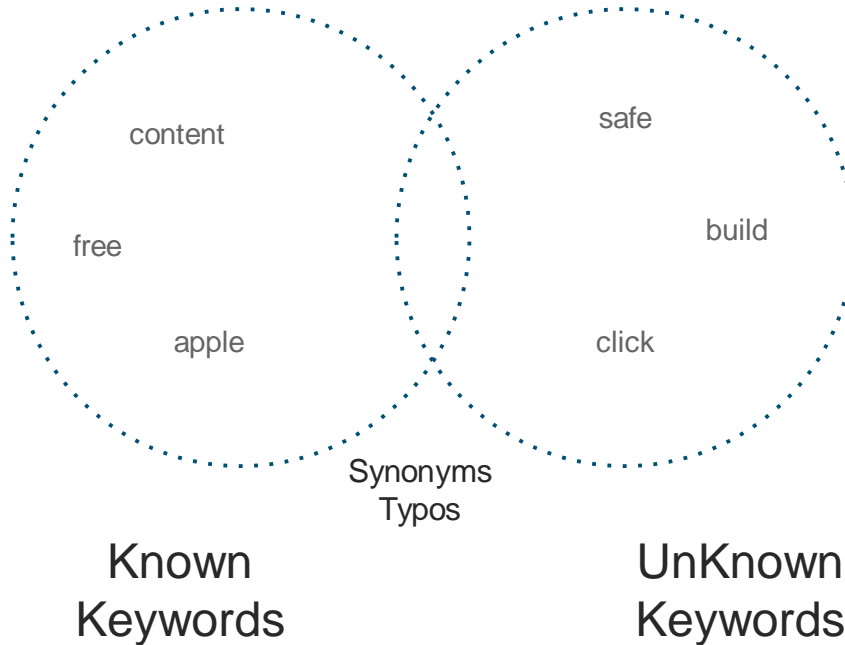 content
safe
free
build
apple
click
Synonyms
Typos
Known
Keywords
UnKnown
Keywords